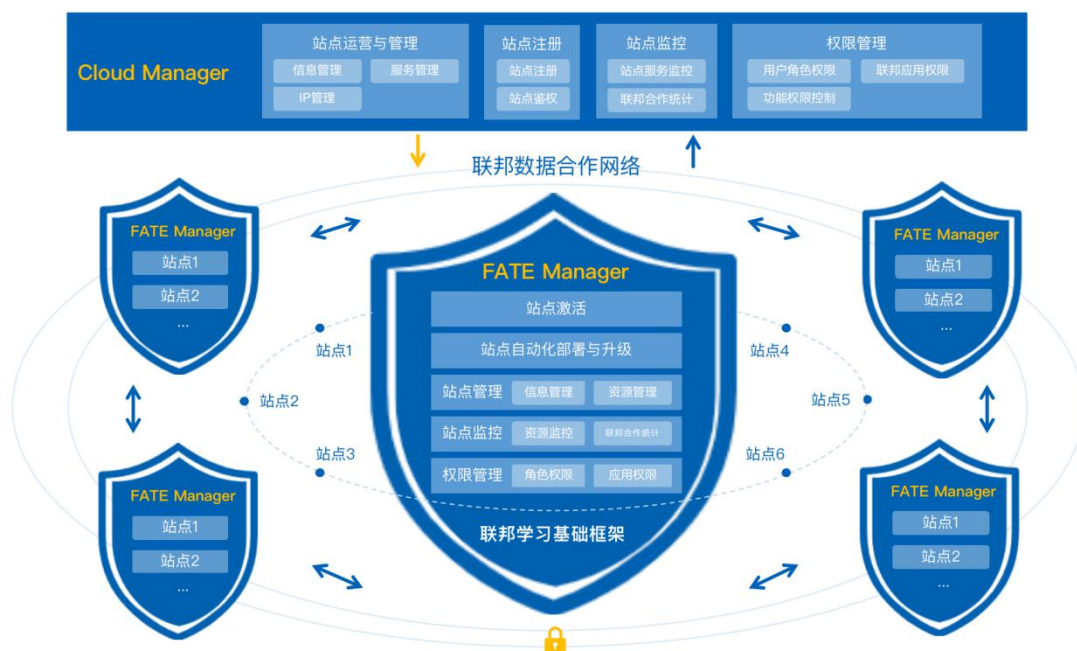 Cloud Manager
站点运营与管理
信息管理
服务管理
IP管理
站点注册
站点注册
站点鉴权
站点监控
站点服务监控
联邦合作统计
权限管理
用户角色权限
联邦应用权限
功能权限控制
联邦数据合作网络
FATE Manager
站点1
站点2
...
FATE Manager
站点1
站点2
...
FATE Manager
站点激活
站点自动化部署与升级
站点管理
信息管理
资源管理
站点监控
资源监控
联邦合作统计
权限管理
角色权限
应用权限
联邦学习基础框架
站点1
站点2
站点3
站点4
站点5
站点6
FATE Manager
站点1
站点2
...
FATE Manager
站点1
站点2
...